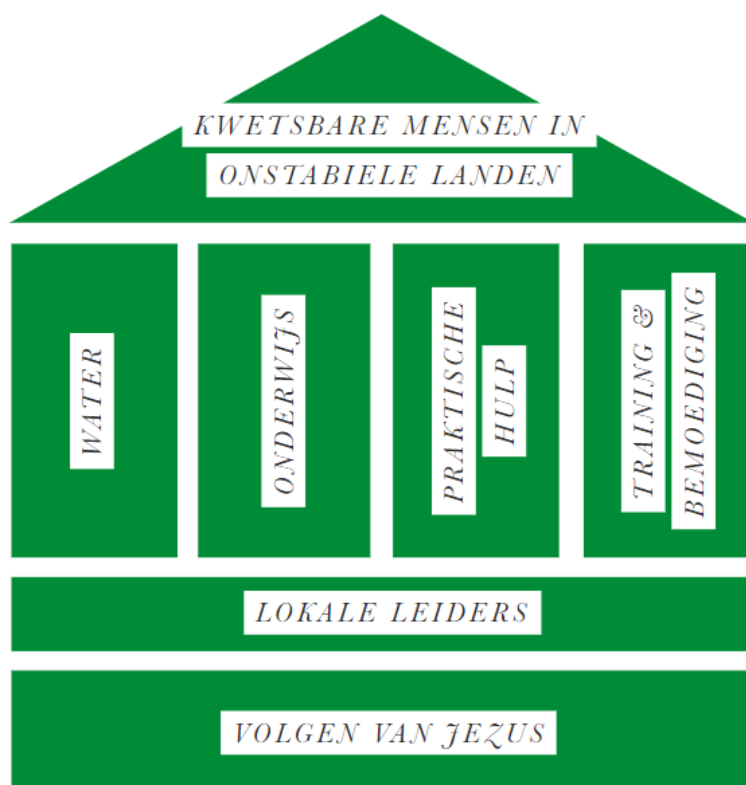 KWETSBARE MENSEN IN
ONSTABIELE LANDEN
WATER
ONDERWIJS
PRAKTISCHE
HULP
TRAINING &
BEMOEDIGING
LOKALE LEIDERS
VOLGEN VAN JEZUS